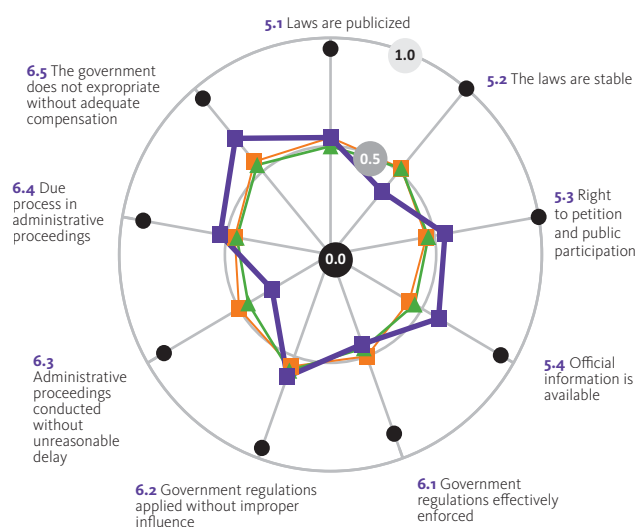 5.1 Laws are publicized
1.0
5.2 The laws are stable
0.5
5.3 Right
to petition
and public
participation
0.0
5.4 Official
information is
available
6.1 Government
regulations effectively
enforced
6.2 Government regulations
applied without improper
influence
6.3
Administrative
proceedings
conducted
without
unreasonable
delay
6.4 Due
process in
administrative
proceedings
6.5 The government
does not expropriate
without adequate
compensation